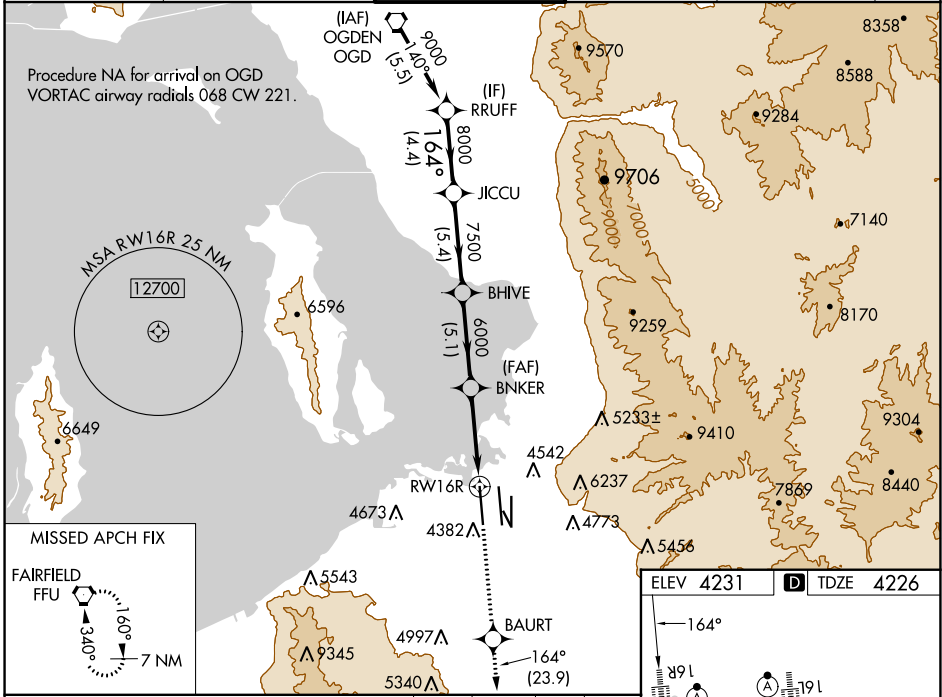 (IAF)
OGDEN
OGD
9000
140°
(5.5)
Procedure NA for arrival on OGD
VORTAC airway radials 068 CW 221.
(IF)
RRUFF
8000
164°
(4.4)
JICCU
7500
(5.4)
BHIVE
6000
(5.1)
(FAF)
BNKER
RW16R
MSA RW16R 25 NM
12700
6596
6649
9570
8358
8588
9284
9706
5000
9000
7000
7140
8170
9259
5233±
9410
9304
8440
7869
4542
6237
4773
5456
4673
4382
5543
9345
4997
5340
BAURT
164°
(23.9)
MISSED APCH FIX
FAIRFIELD
FFU
340°
160°
7 NM
ELEV 4231
D
TDZE 4226
164°
16R
A
A
16L